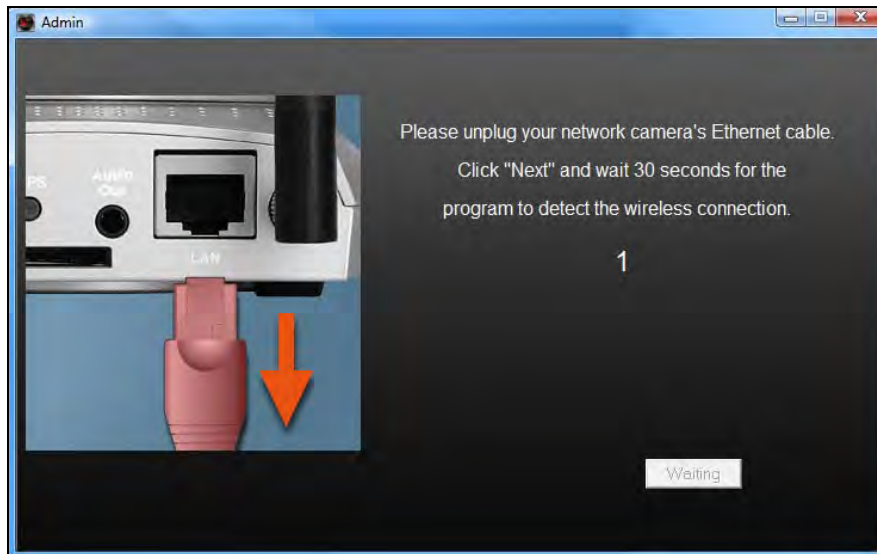 Admin
PS
Audio
Out
LAN
Please unplug your network camera's Ethernet cable.
Click "Next" and wait 30 seconds for the
program to detect the wireless connection.
1
Waiting